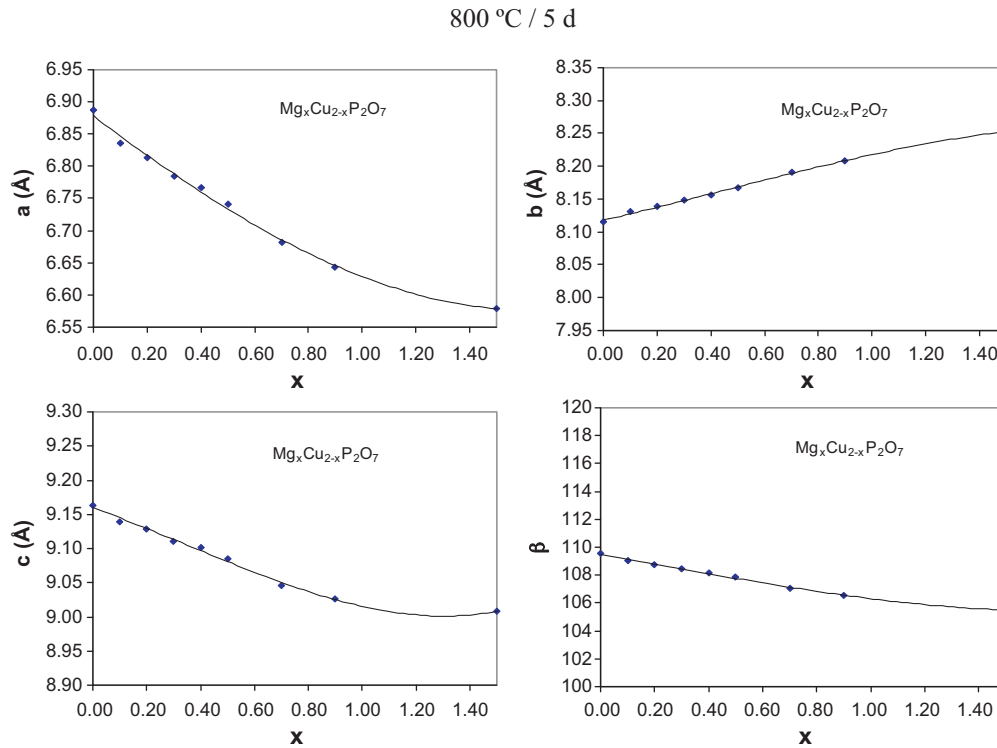 800 ºC / 5 d
6.95
6.90
6.85
6.80
6.75
6.70
6.65
6.60
6.55
a (Å)
MgxCu2-xP2O7
0.00 0.20 0.40 0.60 0.80 1.00 1.20 1.40
x
8.35
8.30
8.25
8.20
8.15
8.10
8.05
8.00
7.95
b (Å)
MgxCu2-xP2O7
0.00 0.20 0.40 0.60 0.80 1.00 1.20 1.40
x
9.30
9.25
9.20
9.15
9.10
9.05
9.00
8.95
8.90
c (Å)
MgxCu2-xP2O7
0.00 0.20 0.40 0.60 0.80 1.00 1.20 1.40
x
120
118
116
114
112
110
108
106
104
102
100
β
MgxCu2-xP2O7
0.00 0.20 0.40 0.60 0.80 1.00 1.20 1.40
x